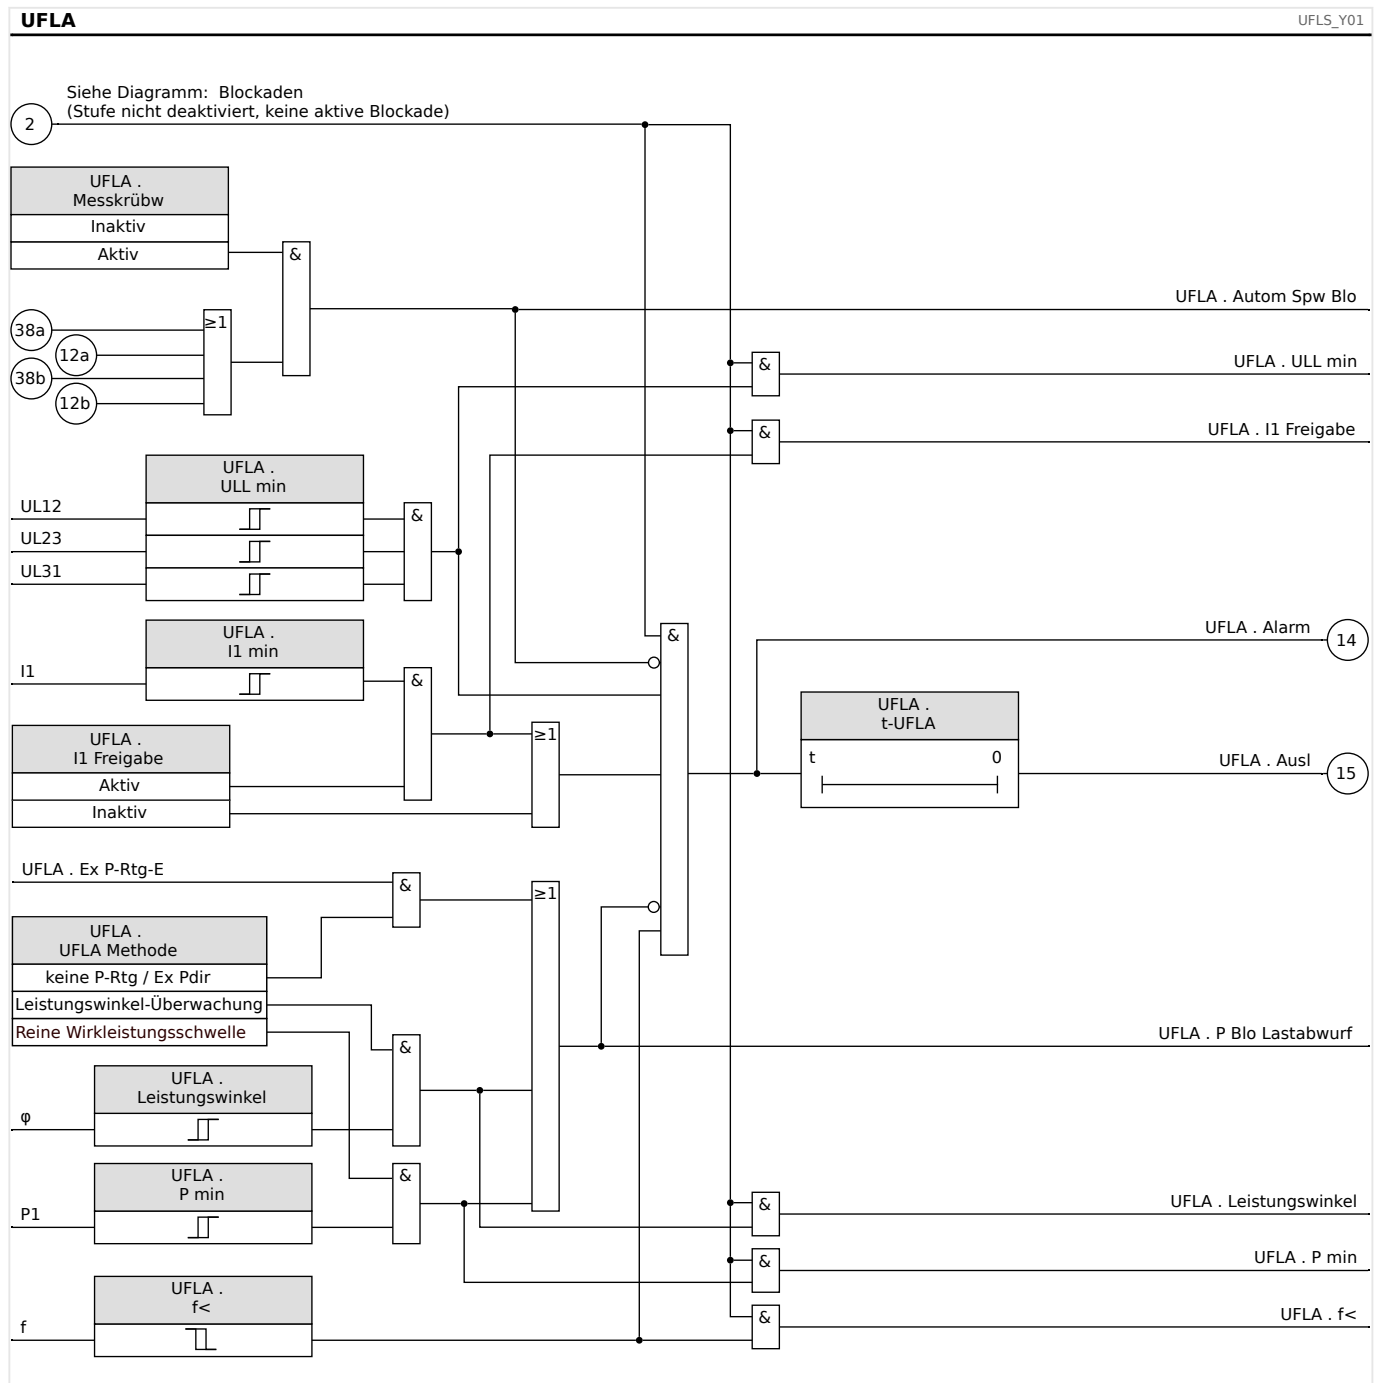 UFLA
UFLS_Y01
Siehe Diagramm: Blockaden
(Stufe nicht deaktiviert, keine aktive Blockade)
2
UFLA .
Messkrübw
Inaktiv
Aktiv
&
UFLA . Autom Spw Blo
38a
≥1
12a
38b
12b
&
UFLA . ULL min
&
UFLA . I1 Freigabe
UFLA .
ULL min
UL12
&
UL23
UL31
UFLA .
I1 min
I1
&
&
UFLA . Alarm
14
UFLA .
I1 Freigabe
Aktiv
Inaktiv
≥1
UFLA .
t-UFLA
t
0
UFLA . Ausl
15
UFLA . Ex P-Rtg-E
&
≥1
UFLA .
UFLA Methode
keine P-Rtg / Ex Pdir
Leistungswinkel-Überwachung
Reine Wirkleistungsschwelle
&
UFLA . P Blo Lastabwurf
UFLA .
Leistungswinkel
φ
UFLA .
P min
P1
&
&
UFLA . Leistungswinkel
&
UFLA . P min
UFLA .
f<
f
&
UFLA . f<